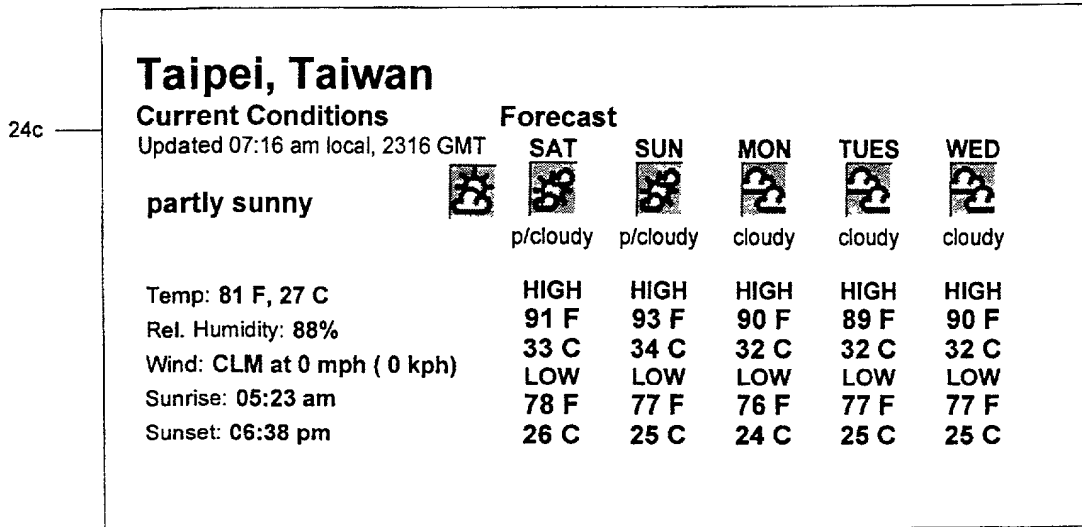 Taipei, Taiwan
Current Conditions Forecast
24c
Updated 07:16 am local, 2316 GMT SAT SUN MON TUES WED
partly sunny
p/cloudy p/cloudy cloudy cloudy cloudy
Temp: 81 F, 27 C HIGH HIGH HIGH HIGH HIGH
Rel. Humidity: 88% 91 F 93 F 90 F 89 F 90 F
33 C 34 C 32 C 32 C 32 C
Wind: CLM at 0 mph ( 0 kph) LOW LOW LOW LOW LOW
Sunrise: 05:23 am 78 F 77 F 76 F 77 F 77 F
Sunset: 06:38 pm 26 C 25 C 24 C 25 C 25 C